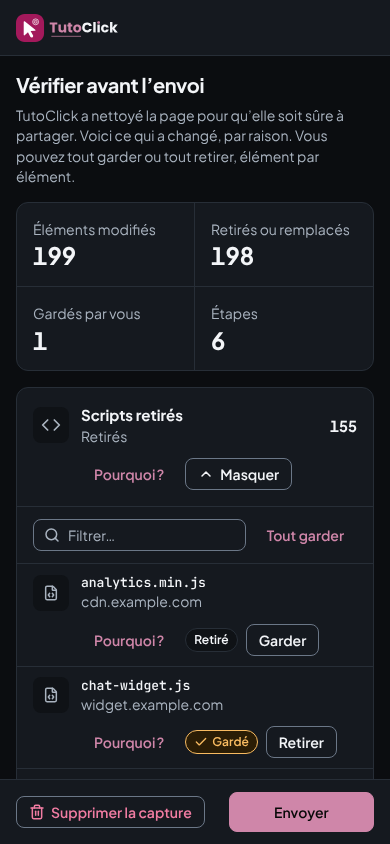 TutoClick
Vérifier avant l’envoi
TutoClick a nettoyé la page pour qu’elle soit sûre à
partager. Voici ce qui a changé, par raison. Vous
pouvez tout garder ou tout retirer, élément par
élément.
Éléments modifiés
199
Retirés ou remplacés
198
Gardés par vous
1
Étapes
6
Scripts retirés
Retirés
155
Pourquoi ?
Masquer
Filtrer…
Tout garder
analytics.min.js
cdn.example.com
Pourquoi ?
Retiré
Garder
chat-widget.js
widget.example.com
Pourquoi ?
Gardé
Retirer
Supprimer la capture
Envoyer